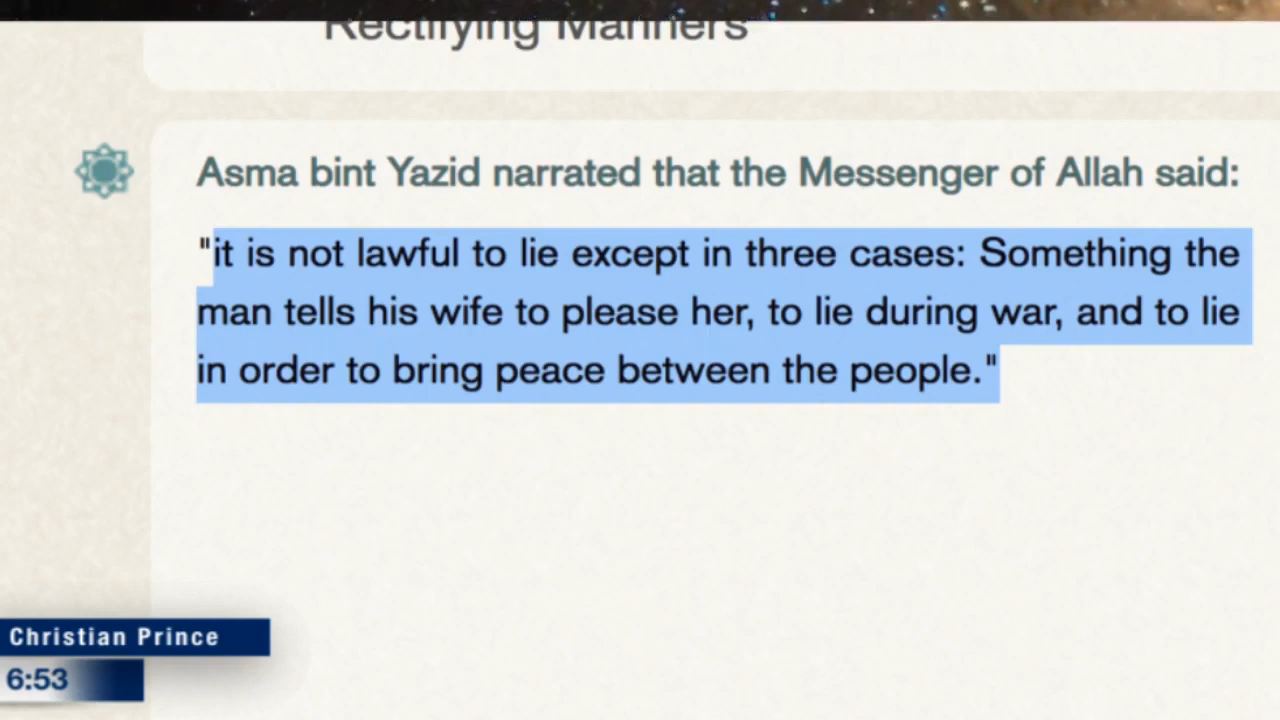 Rectifying Manners
Asma bint Yazid narrated that the Messenger of Allah said:
"it is not lawful to lie except in three cases: Something the
man tells his wife to please her, to lie during war, and to lie
in order to bring peace between the people."
Christian Prince
6:53